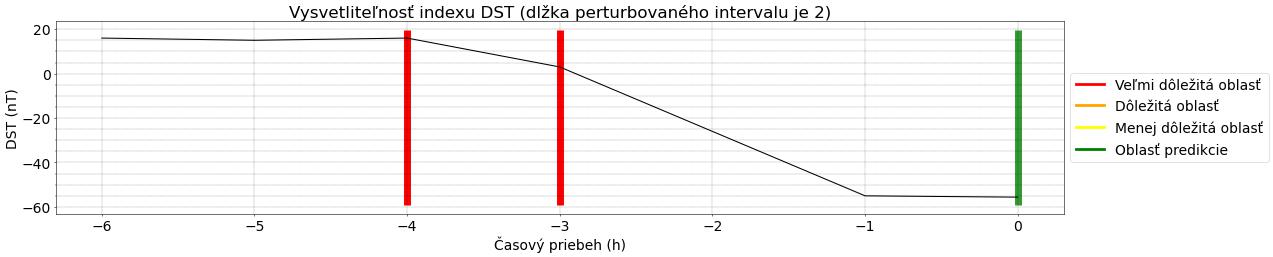 Vysvetliteľnosť indexu DST (dĺžka perturbovaného intervalu je 2)
DST (nT)
20
0
−20
−40
−60
−6
−5
−4
−3
−2
−1
0
Časový priebeh (h)
Veľmi dôležitá oblasť
Dôležitá oblasť
Menej dôležitá oblasť
Oblasť predikcie